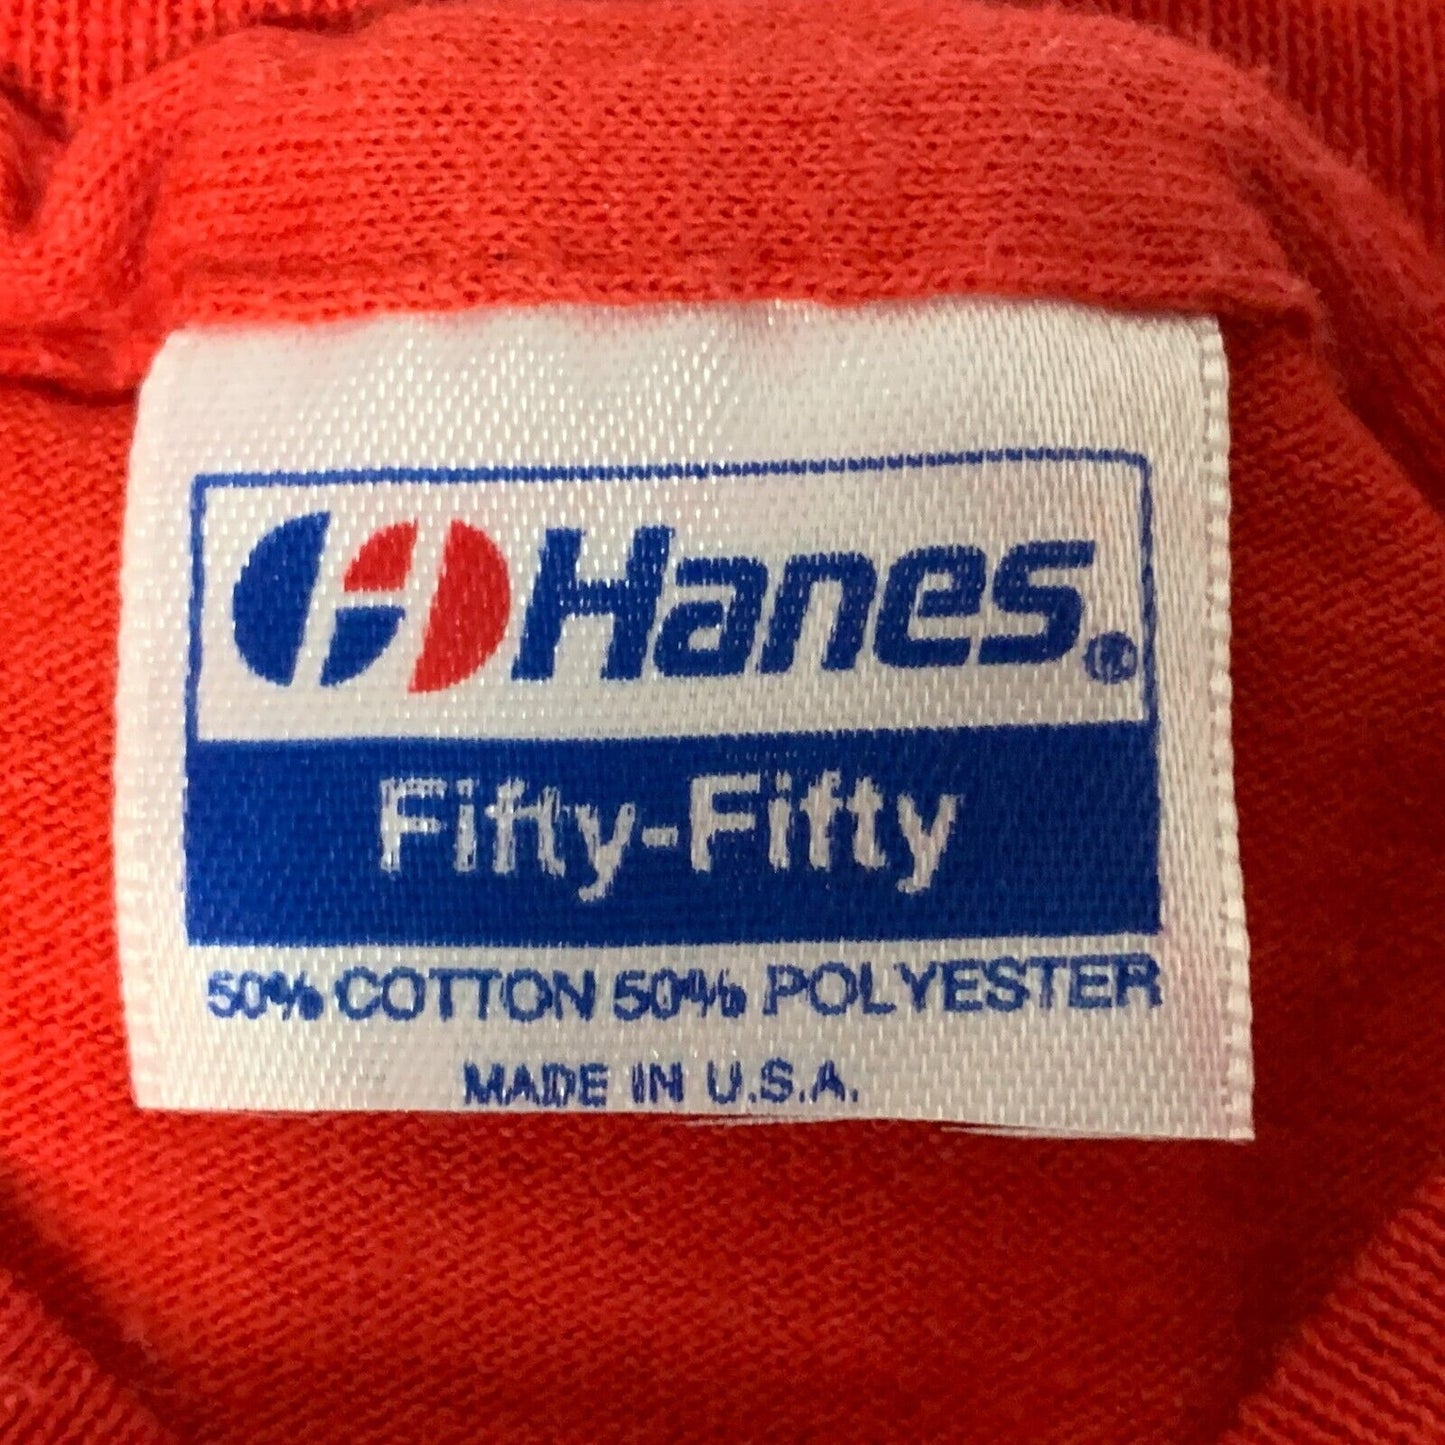 Hanes®
Fifty-Fifty
50% COTTON 50% POLYESTER
MADE IN U.S.A.